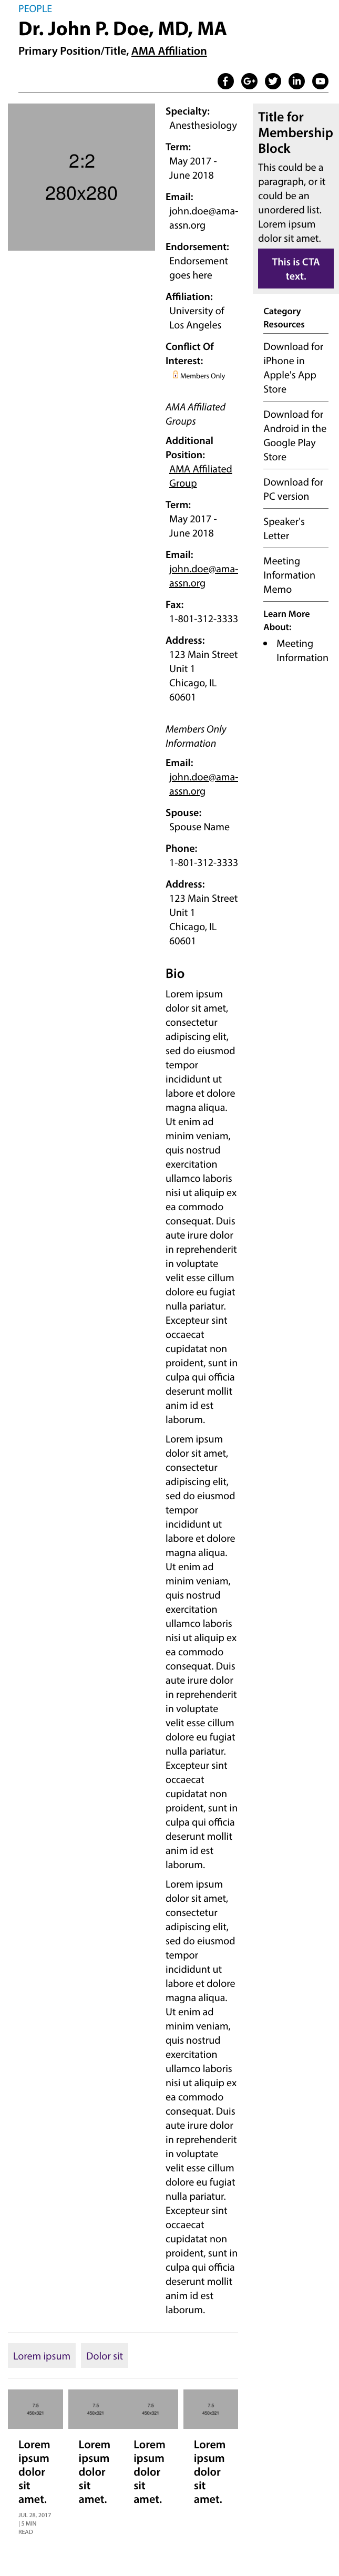 PEOPLE
Dr. John P. Doe, MD, MA
Primary Position/Title, AMA Affiliation
2:2
280x280
Specialty:
Anesthesiology
Term:
May 2017 -
June 2018
Email:
john.doe@ama-
assn.org
Endorsement:
Endorsement
goes here
Affiliation:
University of
Los Angeles
Conflict Of
Interest:
Members Only
AMA Affiliated
Groups
Additional
Position:
AMA Affiliated
Group
Term:
May 2017 -
June 2018
Email:
john.doe@ama-
assn.org
Fax:
1-801-312-3333
Address:
123 Main Street
Unit 1
Chicago, IL
60601
Members Only
Information
Email:
john.doe@ama-
assn.org
Spouse:
Spouse Name
Phone:
1-801-312-3333
Address:
123 Main Street
Unit 1
Chicago, IL
60601
Bio
Lorem ipsum
dolor sit amet,
consectetur
adipiscing elit,
sed do eiusmod
tempor
incididunt ut
labore et dolore
magna aliqua.
Ut enim ad
minim veniam,
quis nostrud
exercitation
ullamco laboris
nisi ut aliquip ex
ea commodo
consequat. Duis
aute irure dolor
in reprehenderit
in voluptate
velit esse cillum
dolore eu fugiat
nulla pariatur.
Excepteur sint
occaecat
cupidatat non
proident, sunt in
culpa qui officia
deserunt mollit
anim id est
laborum.
Lorem ipsum
dolor sit amet,
consectetur
adipiscing elit,
sed do eiusmod
tempor
incididunt ut
labore et dolore
magna aliqua.
Ut enim ad
minim veniam,
quis nostrud
exercitation
ullamco laboris
nisi ut aliquip ex
ea commodo
consequat. Duis
aute irure dolor
in reprehenderit
in voluptate
velit esse cillum
dolore eu fugiat
nulla pariatur.
Excepteur sint
occaecat
cupidatat non
proident, sunt in
culpa qui officia
deserunt mollit
anim id est
laborum.
Lorem ipsum
dolor sit amet,
consectetur
adipiscing elit,
sed do eiusmod
tempor
incididunt ut
labore et dolore
magna aliqua.
Ut enim ad
minim veniam,
quis nostrud
exercitation
ullamco laboris
nisi ut aliquip ex
ea commodo
consequat. Duis
aute irure dolor
in reprehenderit
in voluptate
velit esse cillum
dolore eu fugiat
nulla pariatur.
Excepteur sint
occaecat
cupidatat non
proident, sunt in
culpa qui officia
deserunt mollit
anim id est
laborum.
Title for
Membership
Block
This could be a
paragraph, or it
could be an
unordered list.
Lorem ipsum
dolor sit amet.
This is CTA
text.
Category
Resources
Download for
iPhone in
Apple's App
Store
Download for
Android in the
Google Play
Store
Download for
PC version
Speaker's
Letter
Meeting
Information
Memo
Learn More
About:
Meeting
Information
Lorem ipsum
Dolor sit
7:5
450x321
Lorem
ipsum
dolor
sit
amet.
JUL 28, 2017
| 5 MIN
READ
7:5
450x321
Lorem
ipsum
dolor
sit
amet.
7:5
450x321
Lorem
ipsum
dolor
sit
amet.
7:5
450x321
Lorem
ipsum
dolor
sit
amet.